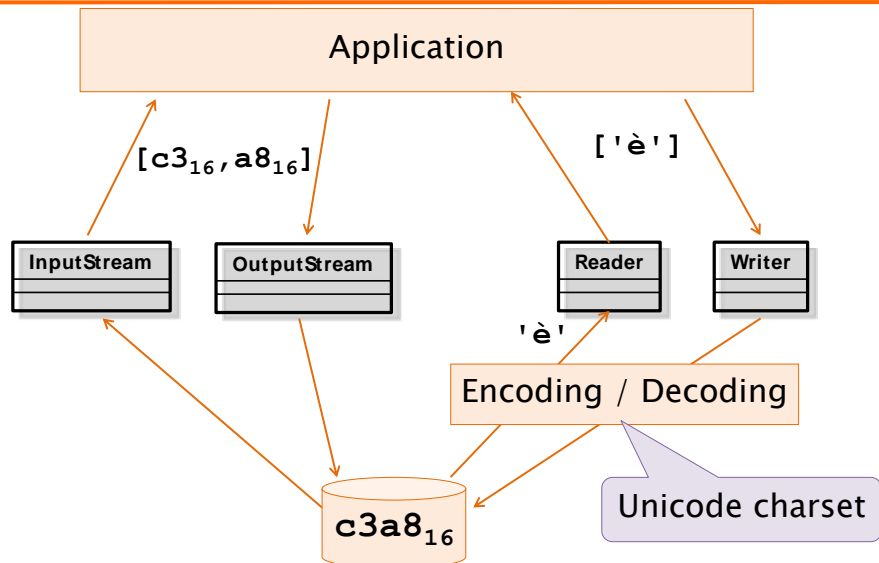 Application
[c3₁₆,a8₁₆]
['è']
InputStream
OutputStream
Reader
Writer
'è'
Encoding / Decoding
Unicode charset
c3a8₁₆